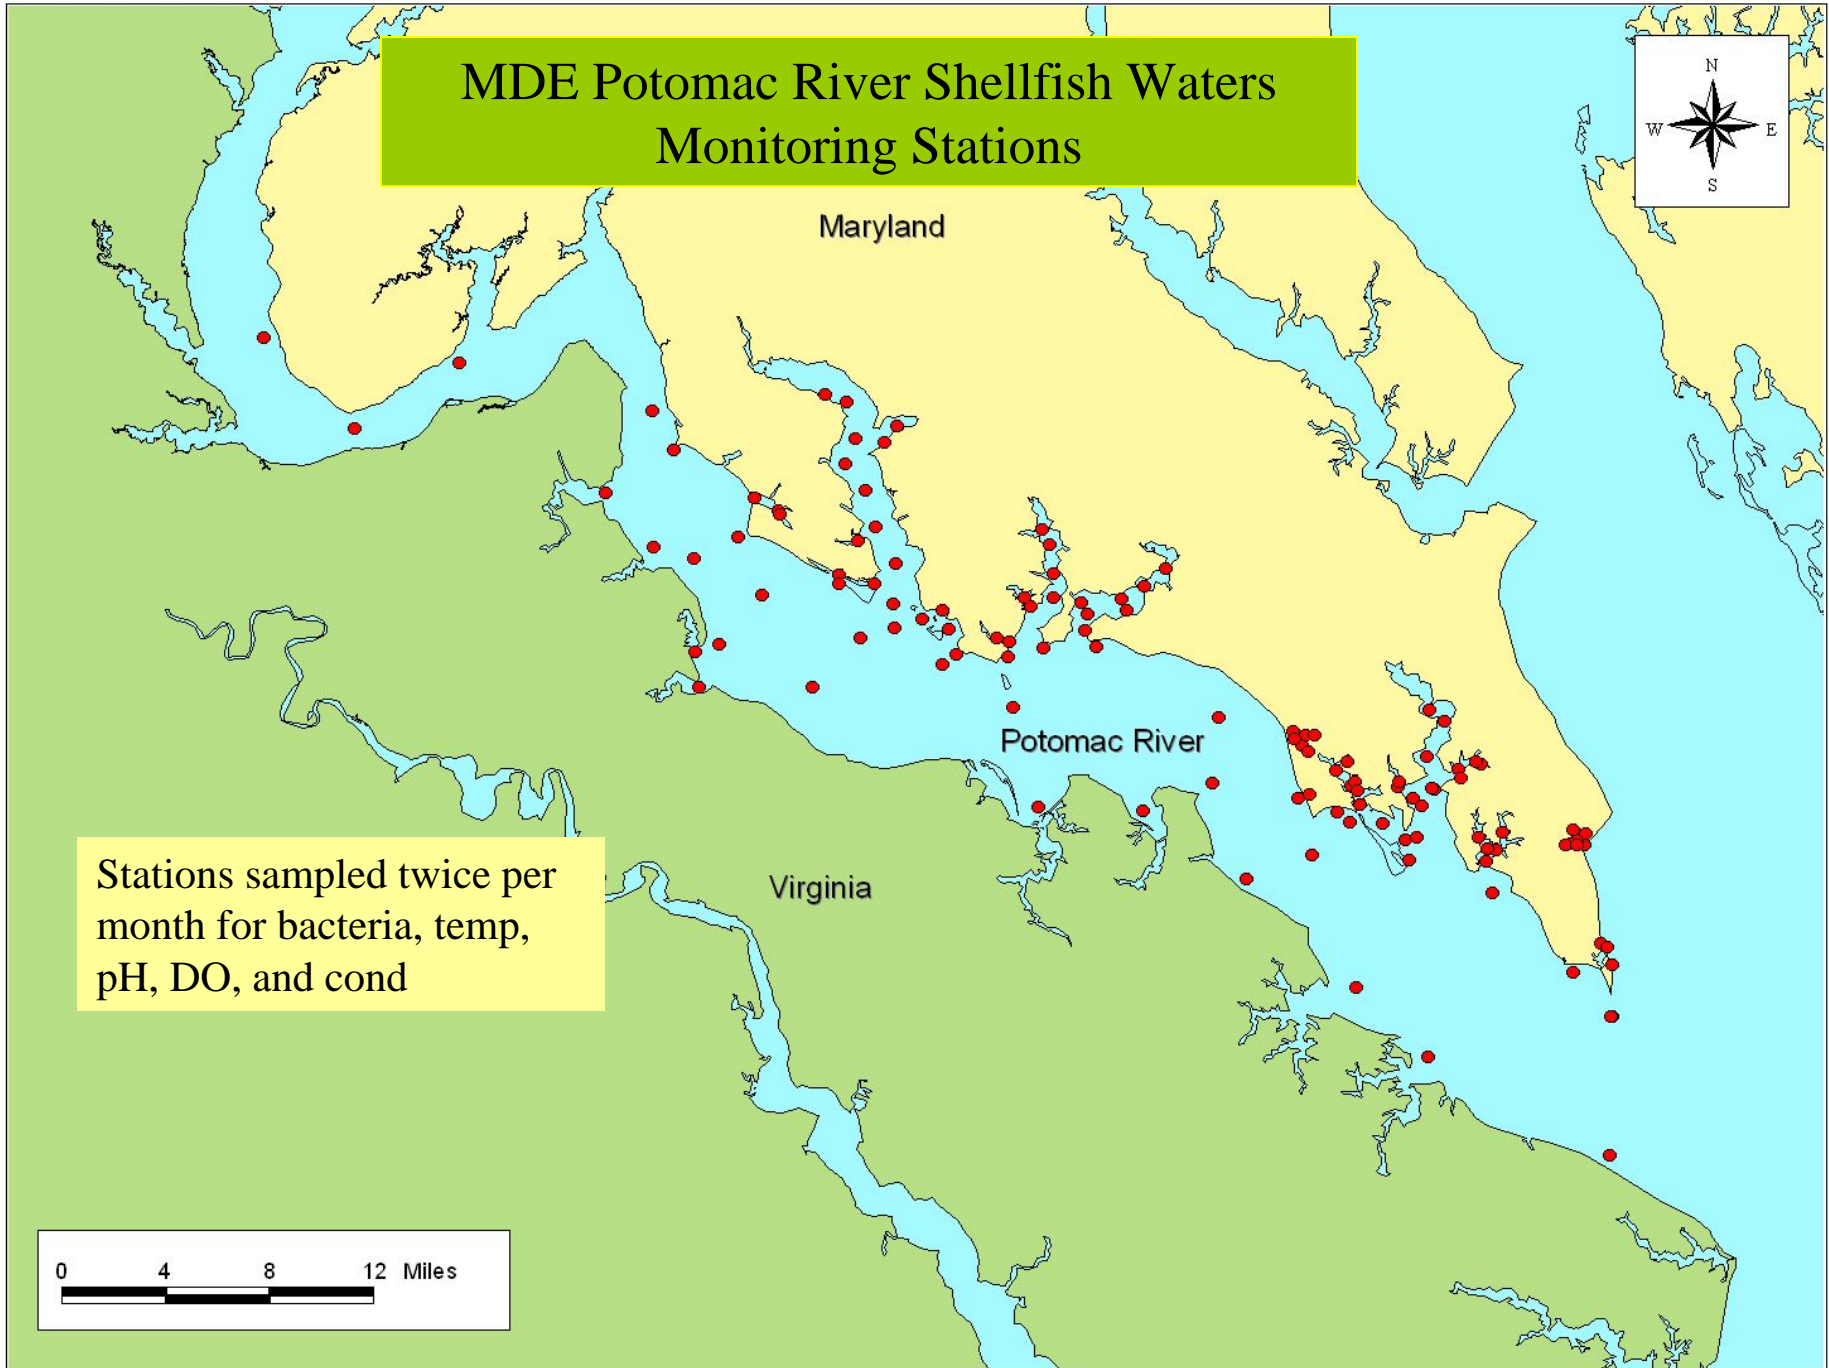 MDE Potomac River Shellfish Waters
Monitoring Stations
N
W E
S
Maryland
Potomac River
Virginia
Stations sampled twice per
month for bacteria, temp,
pH, DO, and cond
0 4 8 12 Miles